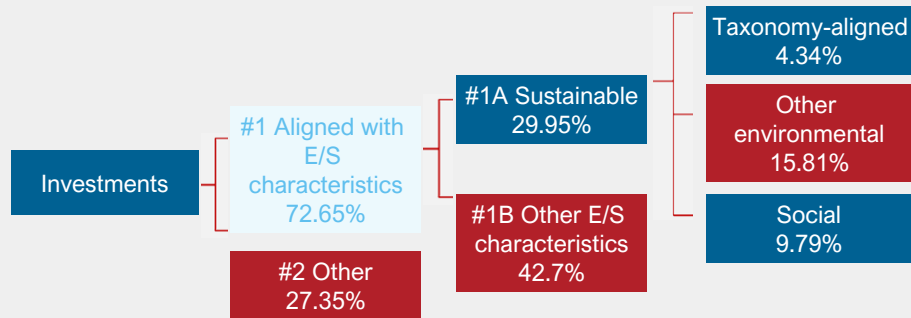 Investments
#1 Aligned with
E/S
characteristics
72.65%
#2 Other
27.35%
#1A Sustainable
29.95%
#1B Other E/S
characteristics
42.7%
Taxonomy-aligned
4.34%
Other
environmental
15.81%
Social
9.79%